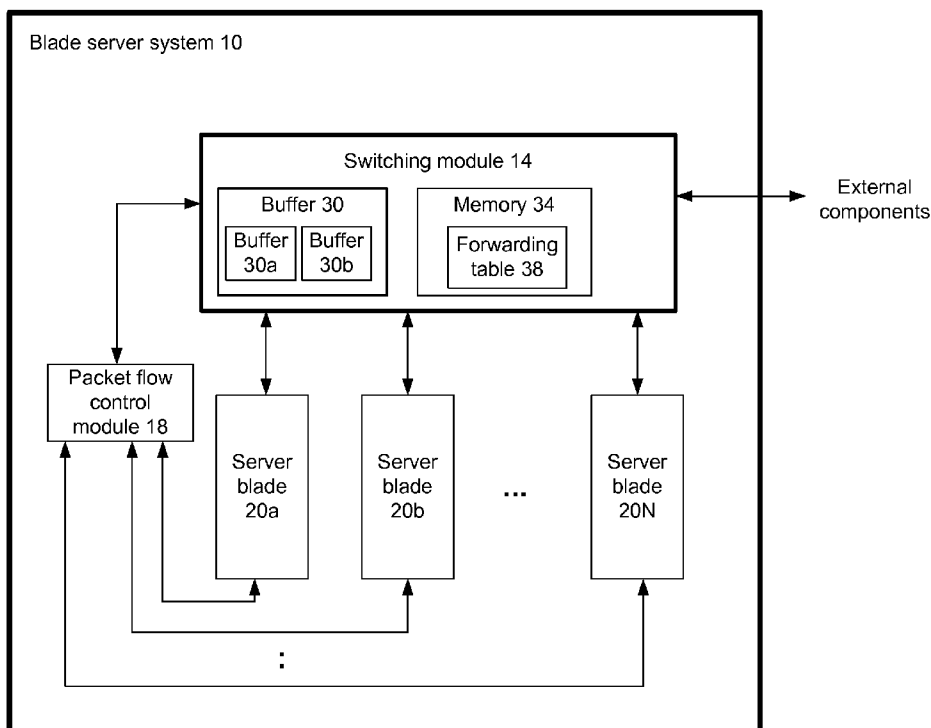 Blade server system 10
Switching module 14
Buffer 30
Buffer
30a
Buffer
30b
Memory 34
Forwarding
table 38
External
components
Packet flow
control
module 18
Server
blade
20a
Server
blade
20b
...
Server
blade
20N
: